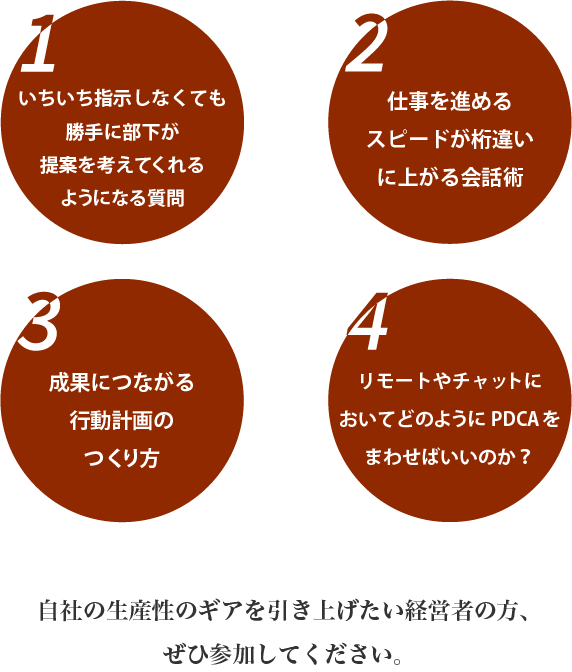 1
いちいち指示しなくても
勝手に部下が
提案を考えてくれる
ようになる質問
2
仕事を進める
スピードが桁違い
に上がる会話術
3
成果につながる
行動計画の
つくり方
4
リモートやチャットに
おいてどのように PDCA を
まわせばいいのか？
自社の生産性のギアを引き上げたい経営者の方、
ぜひ参加してください。